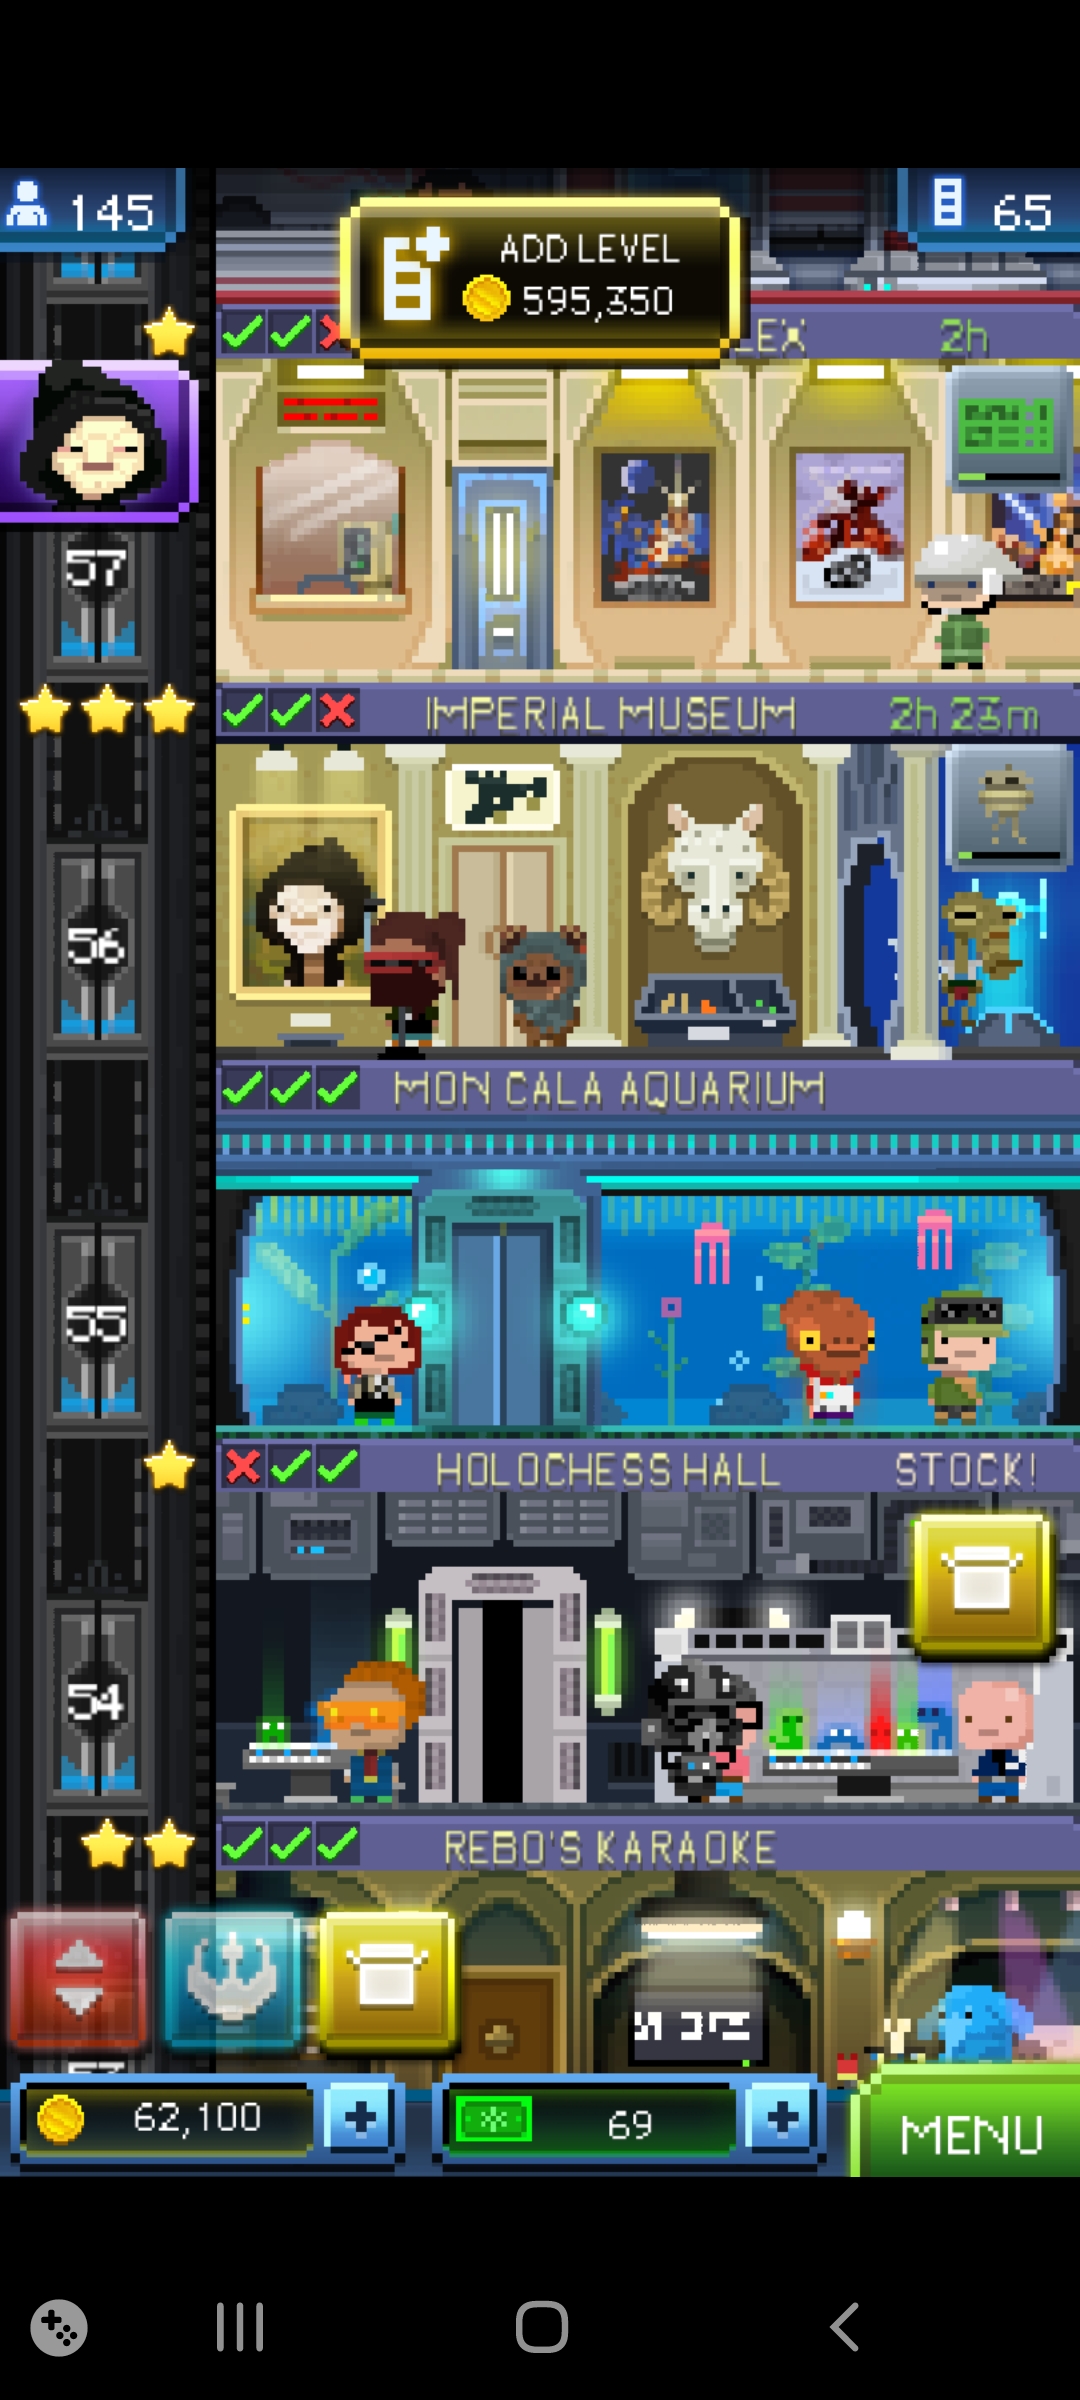 145
ADD LEVEL
595,350
65
LEX 2h
57
IMPERIAL MUSEUM 2h 23m
56
MON CALA AQUARIUM
55
HOLOCHESS HALL STOCK!
54
REBO'S KARAOKE
62,100
69
MENU